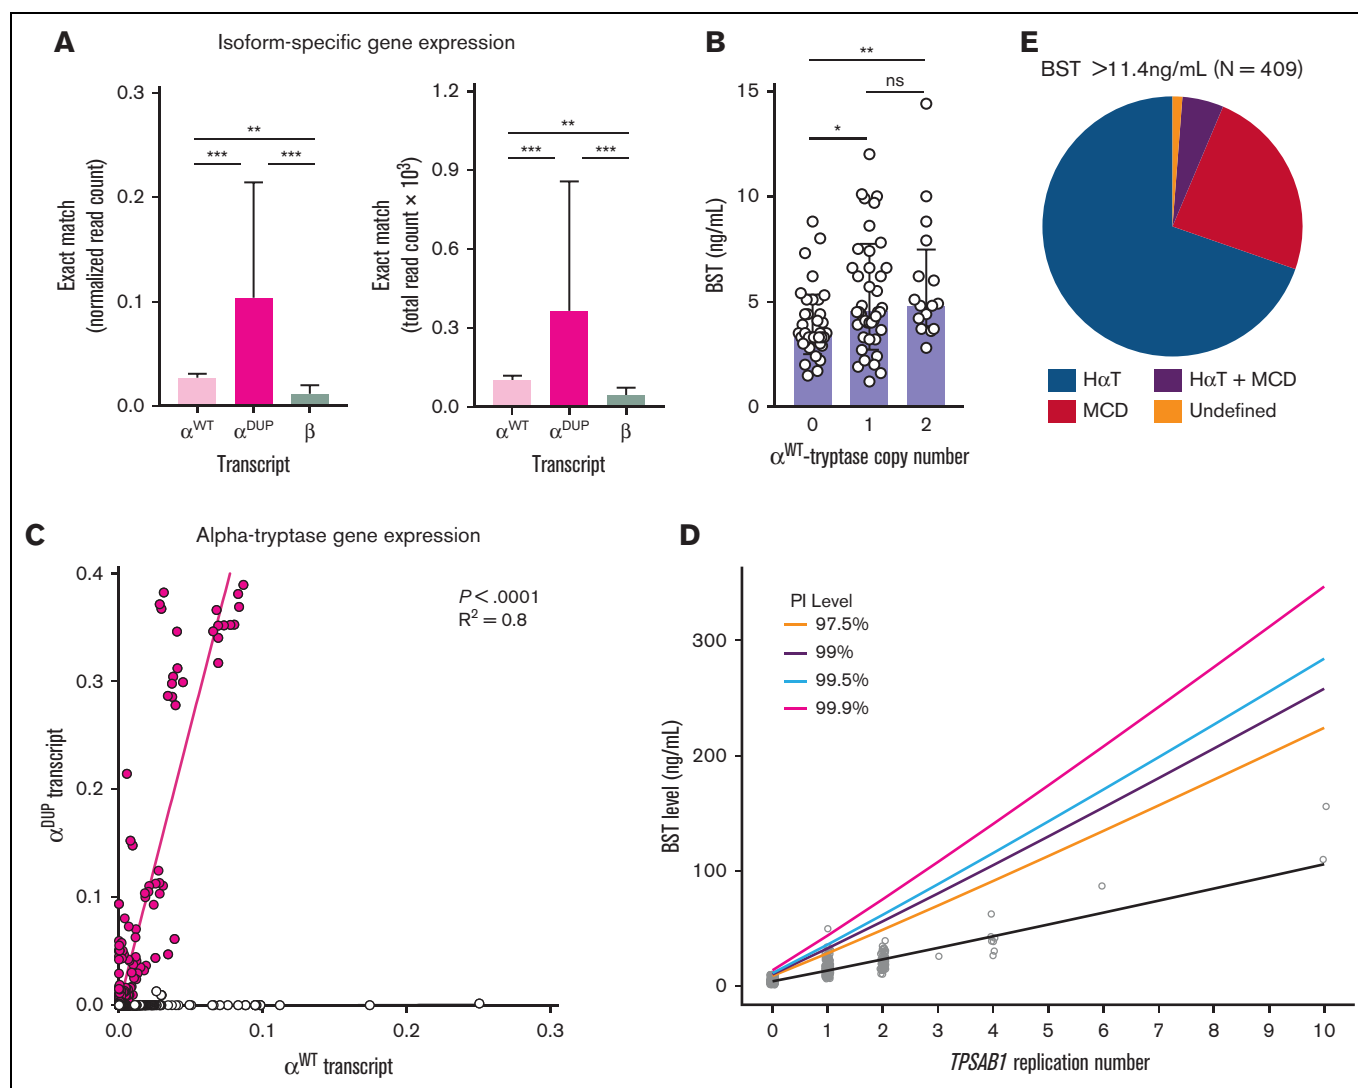 A
Isoform-specific gene expression
Exact match
(normalized read count)
0.3
0.2
0.1
0.0
**
***
***
αWT
αDUP
β
Transcript
Exact match
(total read count × 10³)
1.2
0.9
0.6
0.3
0.0
**
***
***
αWT
αDUP
β
Transcript
B
BST (ng/mL)
15
10
5
0
**
ns
*
0
1
2
αWT-tryptase copy number
E
BST >11.4ng/mL (N = 409)
HαT
HαT + MCD
MCD
Undefined
C
Alpha-tryptase gene expression
αDUP transcript
0.4
0.3
0.2
0.1
0.0
P < .0001
R² = 0.8
0.0
0.1
0.2
0.3
αWT transcript
D
BST level (ng/mL)
300
200
100
0
PI Level
97.5%
99%
99.5%
99.9%
0
1
2
3
4
5
6
7
8
9
10
TPSAB1 replication number